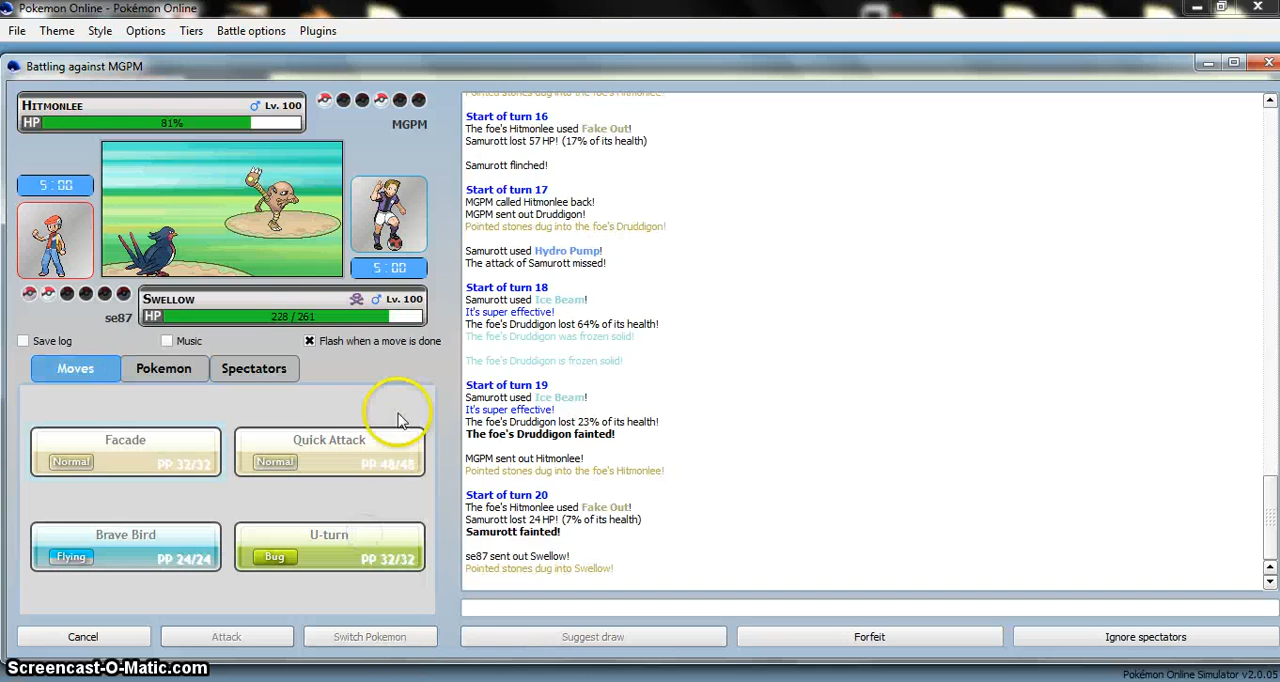 Pokemon Online - Pokémon Online
File Theme Style Options Tiers Battle options Plugins
Battling against MGPM
HITMONLEE ♂ Lv. 100
HP 81%
MGPM
5:00
5:00
SWELLOW ♂ Lv. 100
HP 228 / 261
se87
Save log Music Flash when a move is done
Moves Pokemon Spectators
Facade
Normal PP 32/32
Quick Attack
Normal PP 48/48
Brave Bird
Flying PP 24/24
U-turn
Bug PP 32/32
Cancel Attack Switch Pokemon
Pointed stones dug into the foe's Hitmonlee!
Start of turn 16
The foe's Hitmonlee used Fake Out!
Samurott lost 57 HP! (17% of its health)
Samurott flinched!
Start of turn 17
MGPM called Hitmonlee back!
MGPM sent out Druddigon!
Pointed stones dug into the foe's Druddigon!
Samurott used Hydro Pump!
The attack of Samurott missed!
Start of turn 18
Samurott used Ice Beam!
It's super effective!
The foe's Druddigon lost 64% of its health!
The foe's Druddigon was frozen solid!
The foe's Druddigon is frozen solid!
Start of turn 19
Samurott used Ice Beam!
It's super effective!
The foe's Druddigon lost 23% of its health!
The foe's Druddigon fainted!
MGPM sent out Hitmonlee!
Pointed stones dug into the foe's Hitmonlee!
Start of turn 20
The foe's Hitmonlee used Fake Out!
Samurott lost 24 HP! (7% of its health)
Samurott fainted!
se87 sent out Swellow!
Pointed stones dug into Swellow!
Suggest draw Forfeit Ignore spectators
Screencast-O-Matic.com
Pokémon Online Simulator v2.0.05